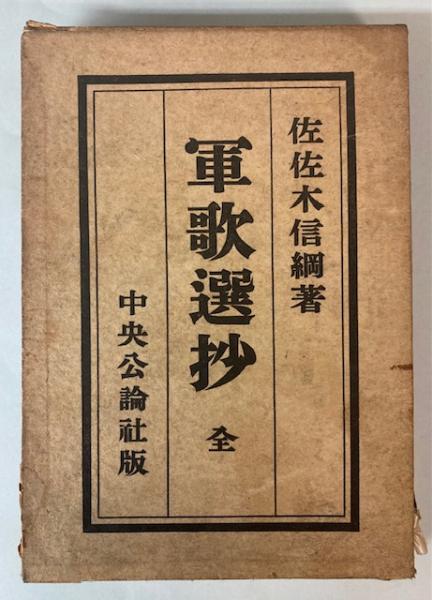 佐佐木信綱著
軍歌選抄 全
中央公論社版